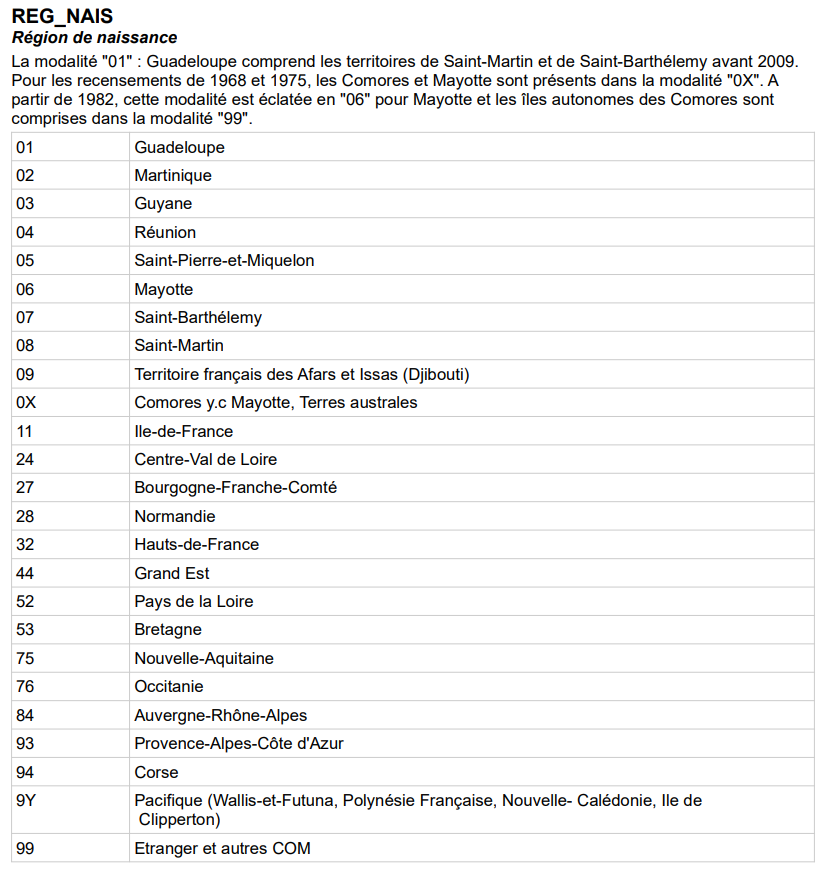 REG_NAIS
Région de naissance
La modalité "01" : Guadeloupe comprend les territoires de Saint-Martin et de Saint-Barthélemy avant 2009.
Pour les recensements de 1968 et 1975, les Comores et Mayotte sont présents dans la modalité "0X". A
partir de 1982, cette modalité est éclatée en "06" pour Mayotte et les îles autonomes des Comores sont
comprises dans la modalité "99".
01 Guadeloupe
02 Martinique
03 Guyane
04 Réunion
05 Saint-Pierre-et-Miquelon
06 Mayotte
07 Saint-Barthélemy
08 Saint-Martin
09 Territoire français des Afars et Issas (Djibouti)
0X Comores y.c Mayotte, Terres australes
11 Ile-de-France
24 Centre-Val de Loire
27 Bourgogne-Franche-Comté
28 Normandie
32 Hauts-de-France
44 Grand Est
52 Pays de la Loire
53 Bretagne
75 Nouvelle-Aquitaine
76 Occitanie
84 Auvergne-Rhône-Alpes
93 Provence-Alpes-Côte d'Azur
94 Corse
9Y Pacifique (Wallis-et-Futuna, Polynésie Française, Nouvelle- Calédonie, Ile de
Clipperton)
99 Etranger et autres COM